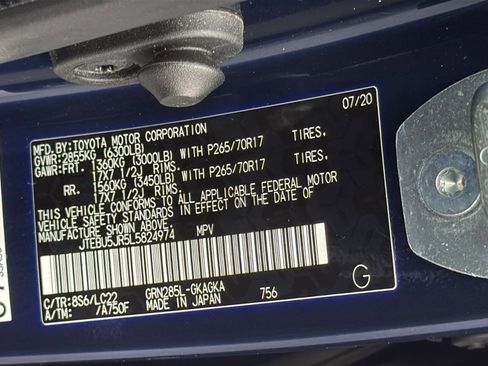 07/20
MFD.BY:TOYOTA MOTOR CORPORATION
GVWR:2855KG (6300LB)
GAWR:FRT. 1360KG (3000LB) WITH P265/70R17 TIRES,
17X7 1/2J RIMS.
RR. 1560KG (3450LB) WITH P265/70R17 TIRES,
17X7 1/2J RIMS.
THIS VEHICLE CONFORMS TO ALL APPLICABLE FEDERAL MOTOR
VEHICLE SAFETY STANDARDS IN EFFECT ON THE DATE OF
MANUFACTURE SHOWN ABOVE.
JTEBU5JR5L5824974 MPV
C/TR:8S6/LC22 GRN285L-GKAGKA 756
A/TM: /A750F MADE IN JAPAN
G